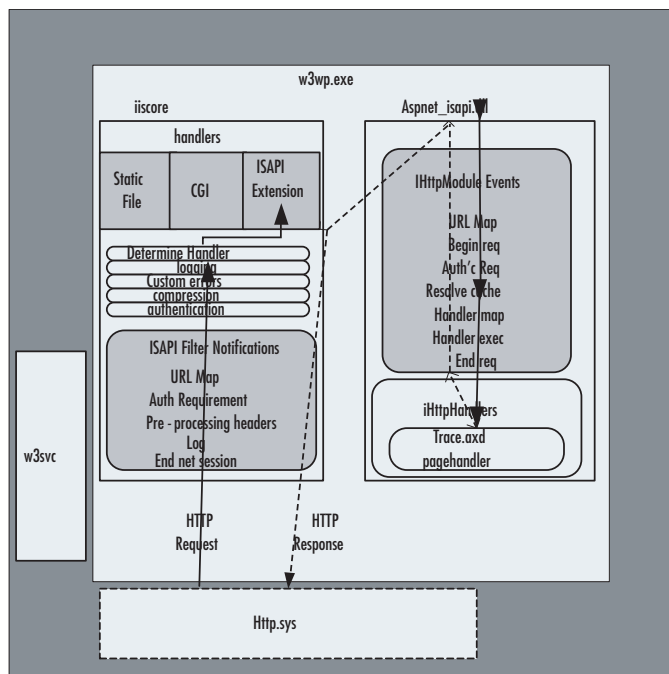 w3wp.exe
iiscore
handlers
Static
File
CGI
ISAPI
Extension
Determine Handler
logging
Custom errors
compression
authentication
ISAPI Filter Notifications
URL Map
Auth Requirement
Pre - processing headers
Log
End net session
Aspnet_isapi.dll
IHttpModule Events
URL Map
Begin req
Auth'c Req
Resolve cache
Handler map
Handler exec
End req
iHttpHandlers
Trace.axd
pagehandler
w3svc
HTTP
Request
HTTP
Response
Http.sys